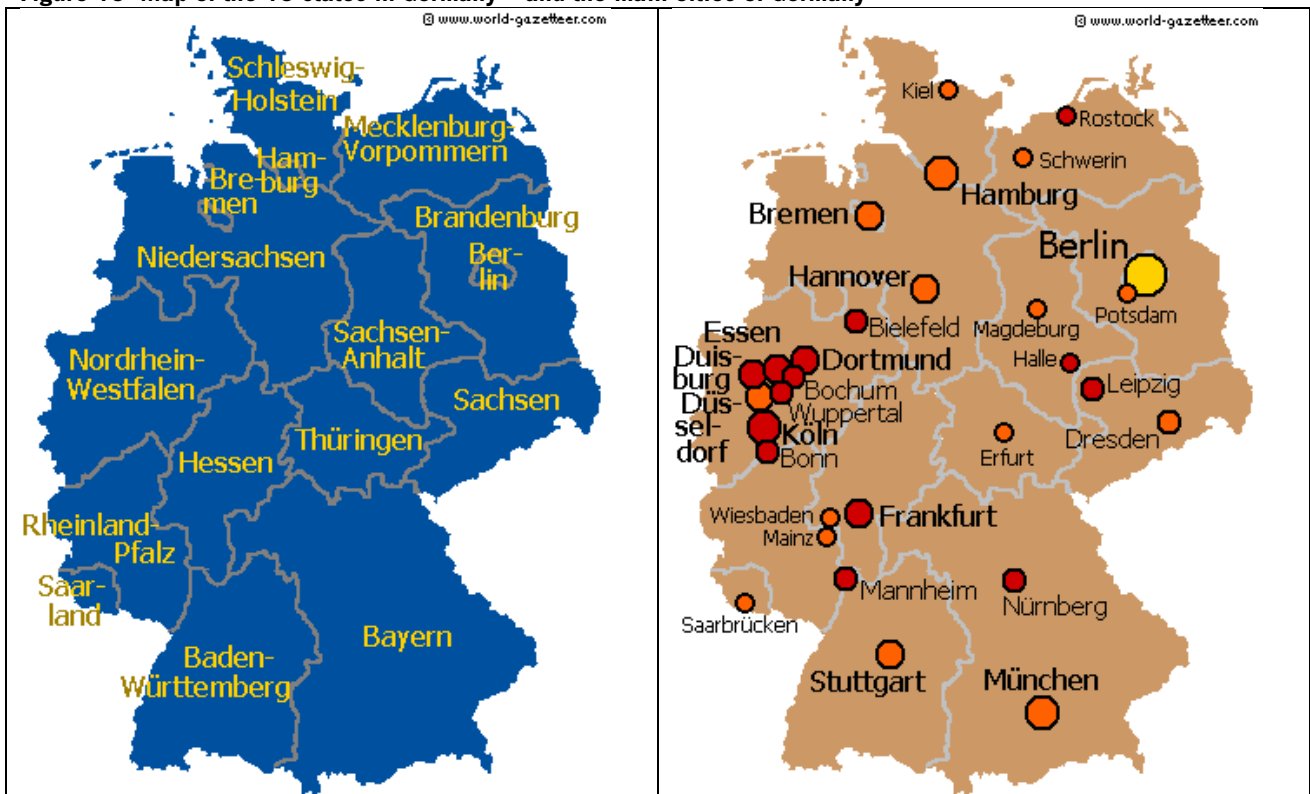 © www.world-gazetteer.com
Schleswig-
Holstein
Mecklenburg-
Vorpommern
Ham-
burg
Bre-
men
Brandenburg
Ber-
lin
Niedersachsen
Sachsen-
Anhalt
Nordrhein-
Westfalen
Sachsen
Thüringen
Hessen
Rheinland-
Pfalz
Saar-
land
Bayern
Baden-
Württemberg
© www.world-gazetteer.com
Kiel
Rostock
Schwerin
Hamburg
Bremen
Berlin
Hannover
Potsdam
Bielefeld
Magdeburg
Essen
Duis-
burg
Dortmund
Halle
Bochum
Leipzig
Düs-
sel-
dorf
Wuppertal
Köln
Dresden
Bonn
Erfurt
Wiesbaden
Frankfurt
Mainz
Mannheim
Nürnberg
Saarbrücken
Stuttgart
München